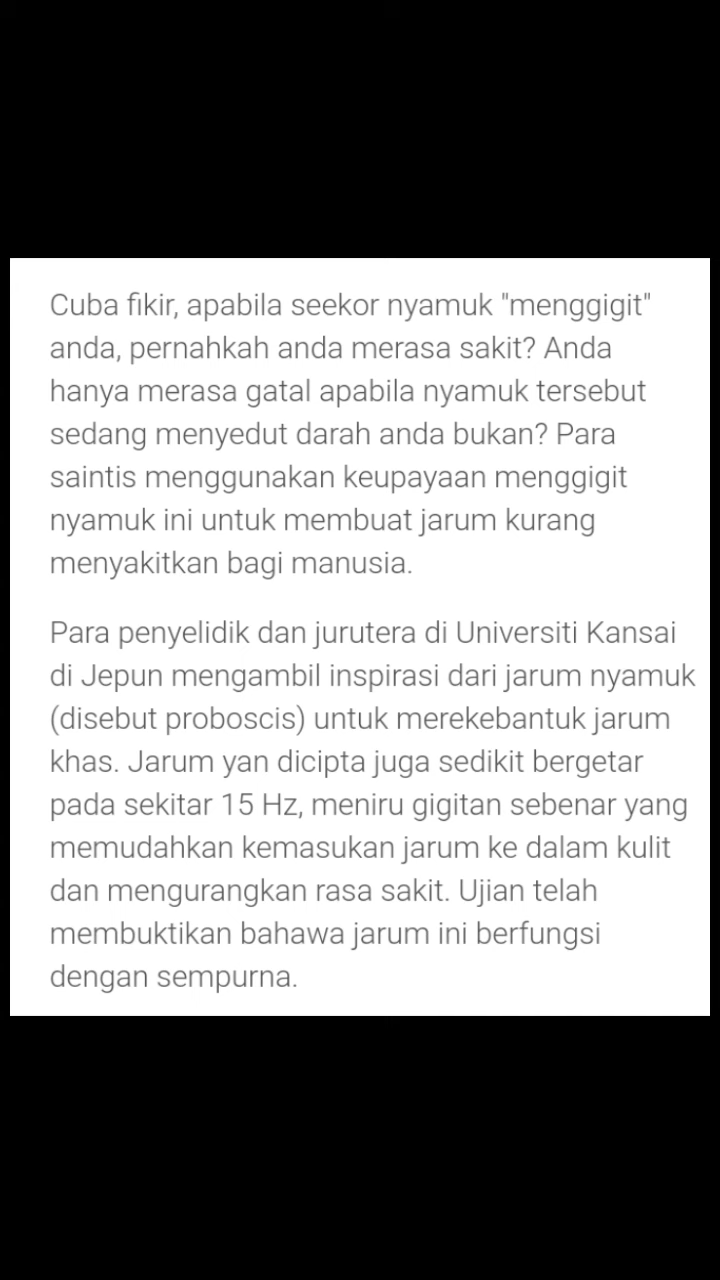 Cuba fikir, apabila seekor nyamuk "menggigit"
anda, pernahkah anda merasa sakit? Anda
hanya merasa gatal apabila nyamuk tersebut
sedang menyedut darah anda bukan? Para
saintis menggunakan keupayaan menggigit
nyamuk ini untuk membuat jarum kurang
menyakitkan bagi manusia.
Para penyelidik dan jurutera di Universiti Kansai
di Jepun mengambil inspirasi dari jarum nyamuk
(disebut proboscis) untuk merekebantuk jarum
khas. Jarum yan dicipta juga sedikit bergetar
pada sekitar 15 Hz, meniru gigitan sebenar yang
memudahkan kemasukan jarum ke dalam kulit
dan mengurangkan rasa sakit. Ujian telah
membuktikan bahawa jarum ini berfungsi
dengan sempurna.